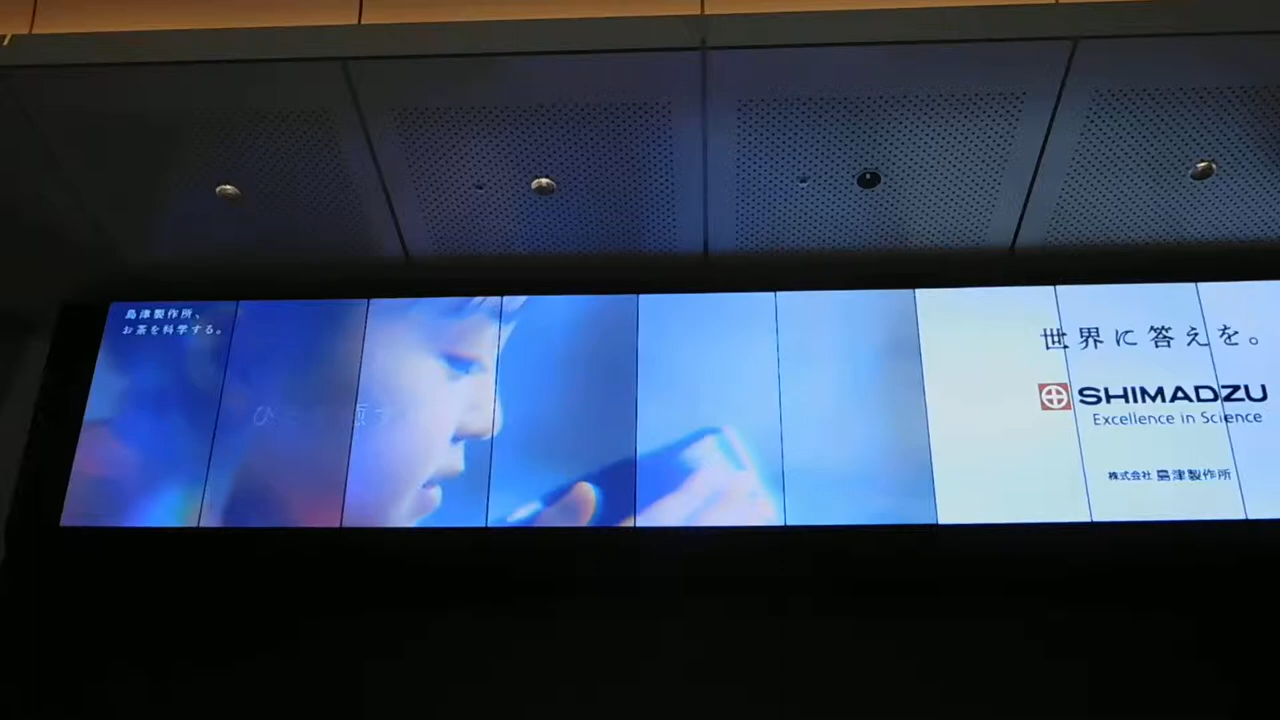 島津製作所、
お茶を科学する。
世界に答えを。
SHIMADZU
Excellence in Science
株式会社 島津製作所